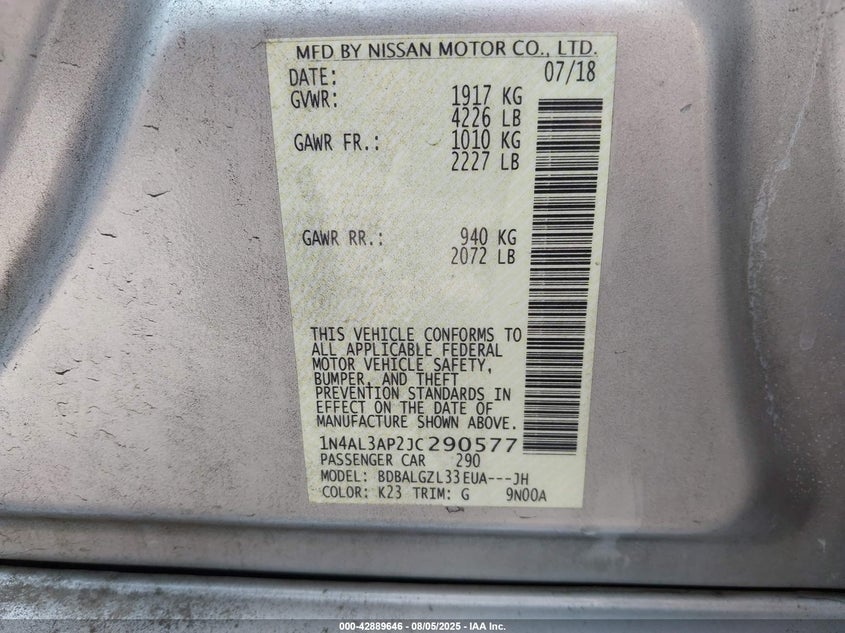 MFD BY NISSAN MOTOR CO., LTD.
DATE: 07/18
GVWR: 1917 KG
4226 LB
GAWR FR.: 1010 KG
2227 LB
GAWR RR.: 940 KG
2072 LB
THIS VEHICLE CONFORMS TO
ALL APPLICABLE FEDERAL
MOTOR VEHICLE SAFETY,
BUMPER, AND THEFT
PREVENTION STANDARDS IN
EFFECT ON THE DATE OF
MANUFACTURE SHOWN ABOVE.
1N4AL3AP2JC290577
PASSENGER CAR 290
MODEL: BDBALGZL33EUA---JH
COLOR: K23 TRIM: G 9N00A
000-42889646 - 08/05/2025 - IAA Inc.